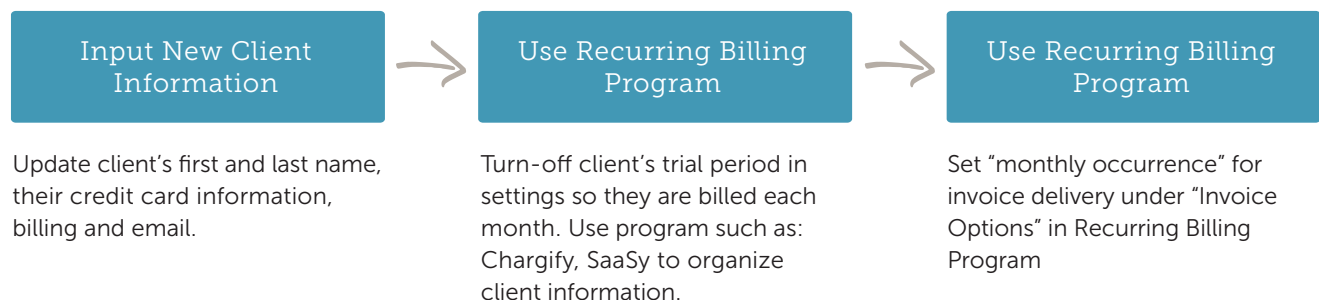 Input New Client
Information
Update client’s first and last name,
their credit card information,
billing and email.
Use Recurring Billing
Program
Turn-off client’s trial period in
settings so they are billed each
month. Use program such as:
Chargify, SaaSy to organize
client information.
Use Recurring Billing
Program
Set “monthly occurrence” for
invoice delivery under “Invoice
Options” in Recurring Billing
Program